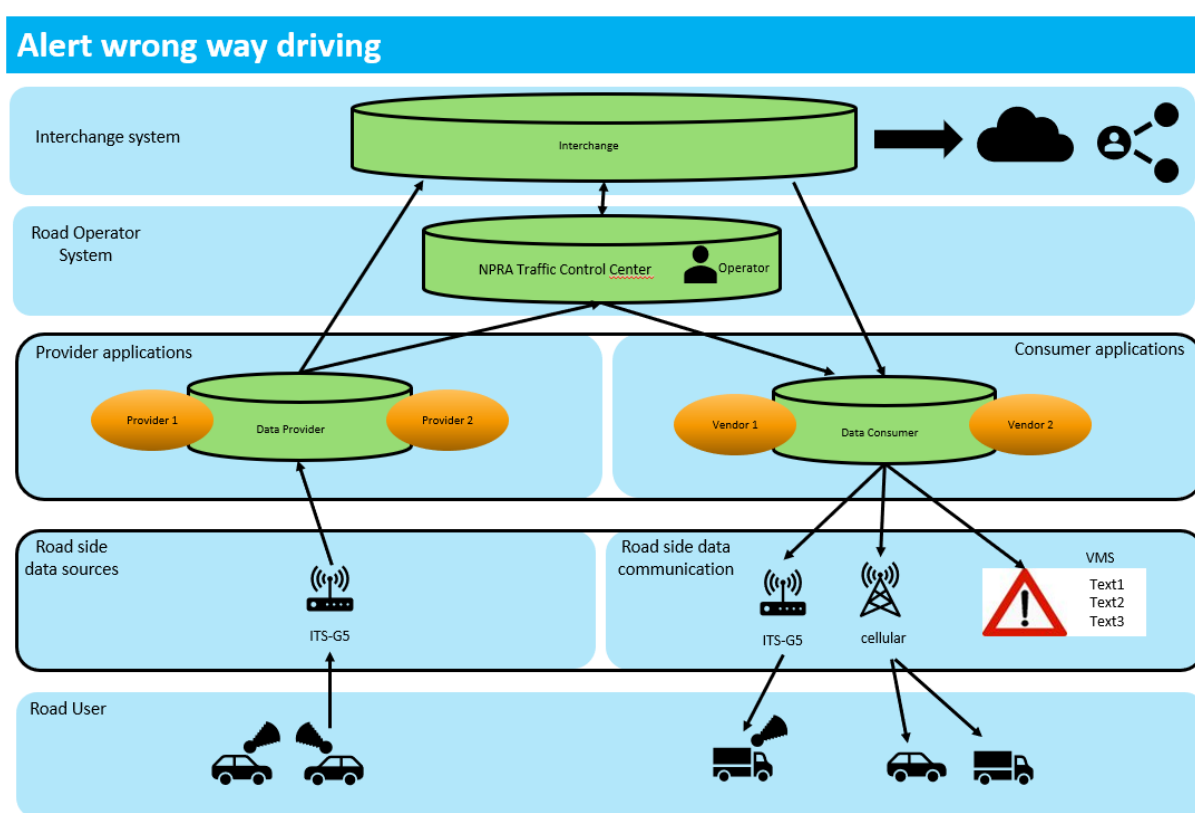 Alert wrong way driving
Interchange system
Interchange
Road Operator
System
NPRA Traffic Control Center
Operator
Provider applications
Consumer applications
Provider 1
Data Provider
Provider 2
Vendor 1
Data Consumer
Vendor 2
Road side
data sources
ITS-G5
Road side data
communication
ITS-G5
cellular
VMS
Text1
Text2
Text3
Road User